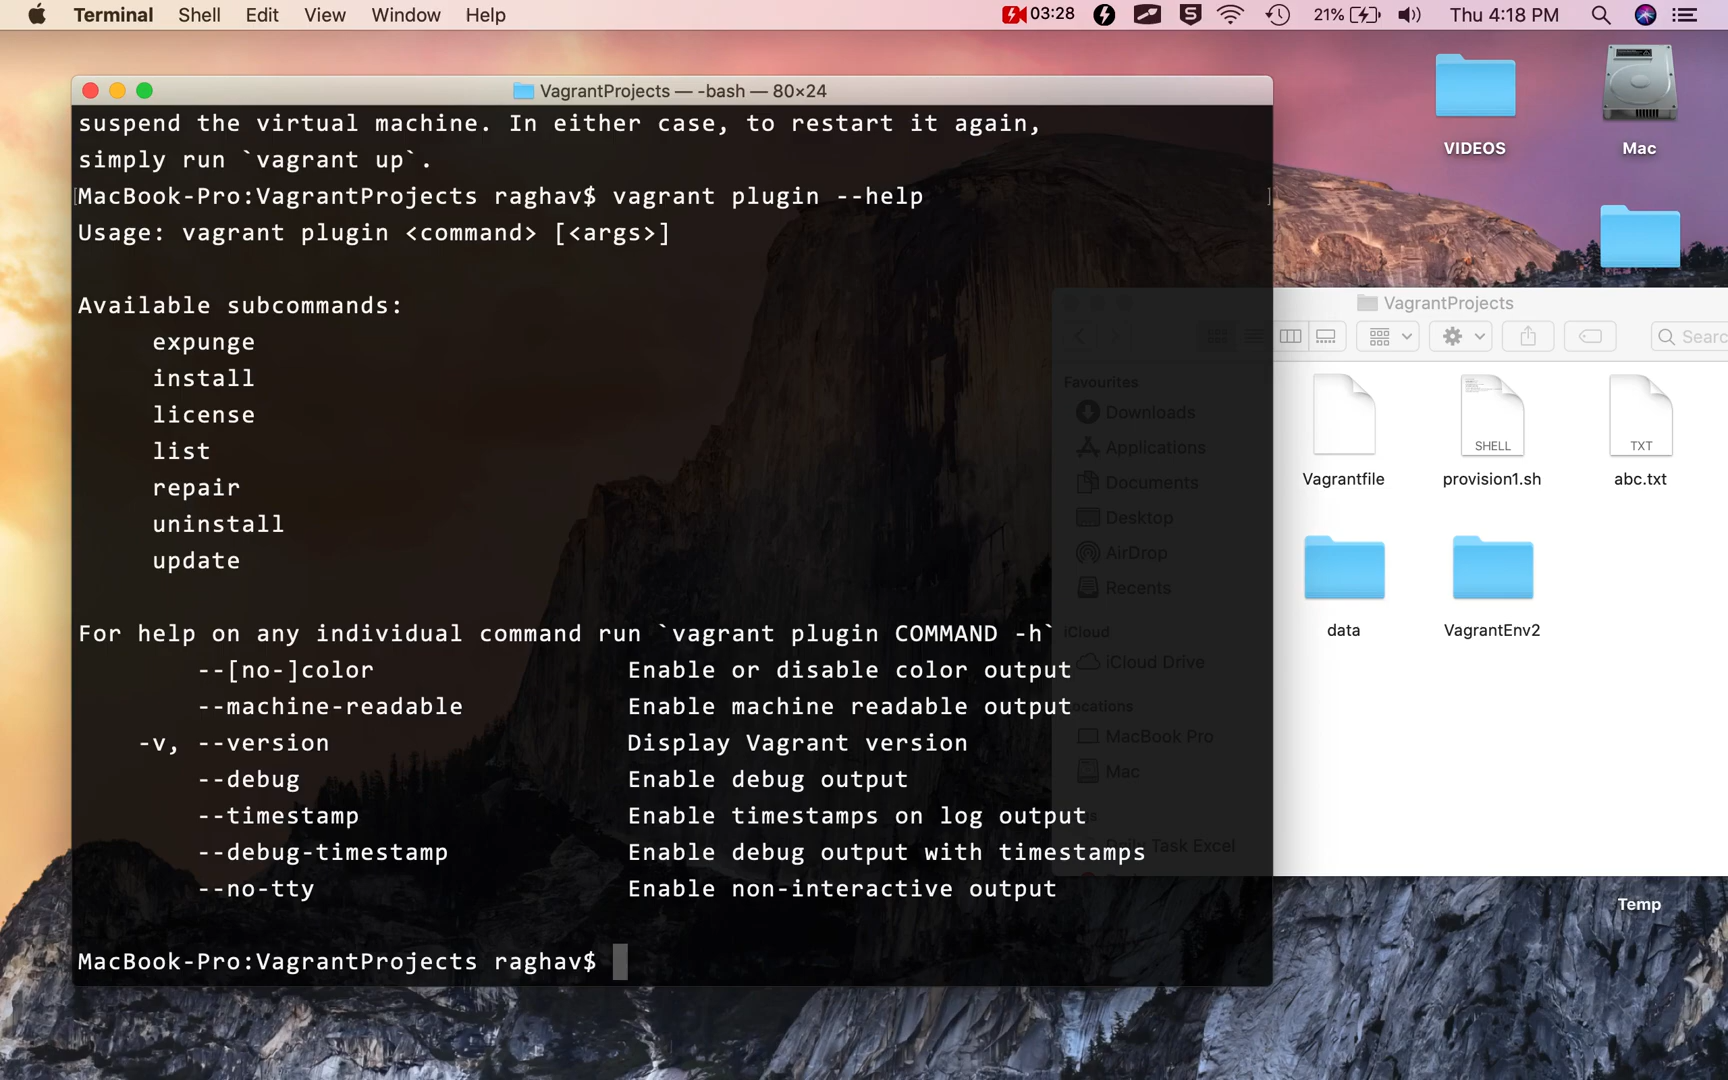 Terminal Shell Edit View Window Help 03:28 21% Thu 4:18 PM
VagrantProjects — -bash — 80×24
suspend the virtual machine. In either case, to restart it again,
simply run `vagrant up`.
MacBook-Pro:VagrantProjects raghav$ vagrant plugin --help
Usage: vagrant plugin <command> [<args>]
Available subcommands:
expunge
install
license
list
repair
uninstall
update
For help on any individual command run `vagrant plugin COMMAND -h`
--[no-]color Enable or disable color output
--machine-readable Enable machine readable output
-v, --version Display Vagrant version
--debug Enable debug output
--timestamp Enable timestamps on log output
--debug-timestamp Enable debug output with timestamps
--no-tty Enable non-interactive output
MacBook-Pro:VagrantProjects raghav$
VIDEOS
Mac
VagrantProjects
Searc
Favourites
Downloads
Applications
Documents
Desktop
AirDrop
Recents
iCloud
iCloud Drive
MacBook Pro
Mac
Task Excel
SHELL
TXT
Vagrantfile
provision1.sh
abc.txt
data
VagrantEnv2
Temp